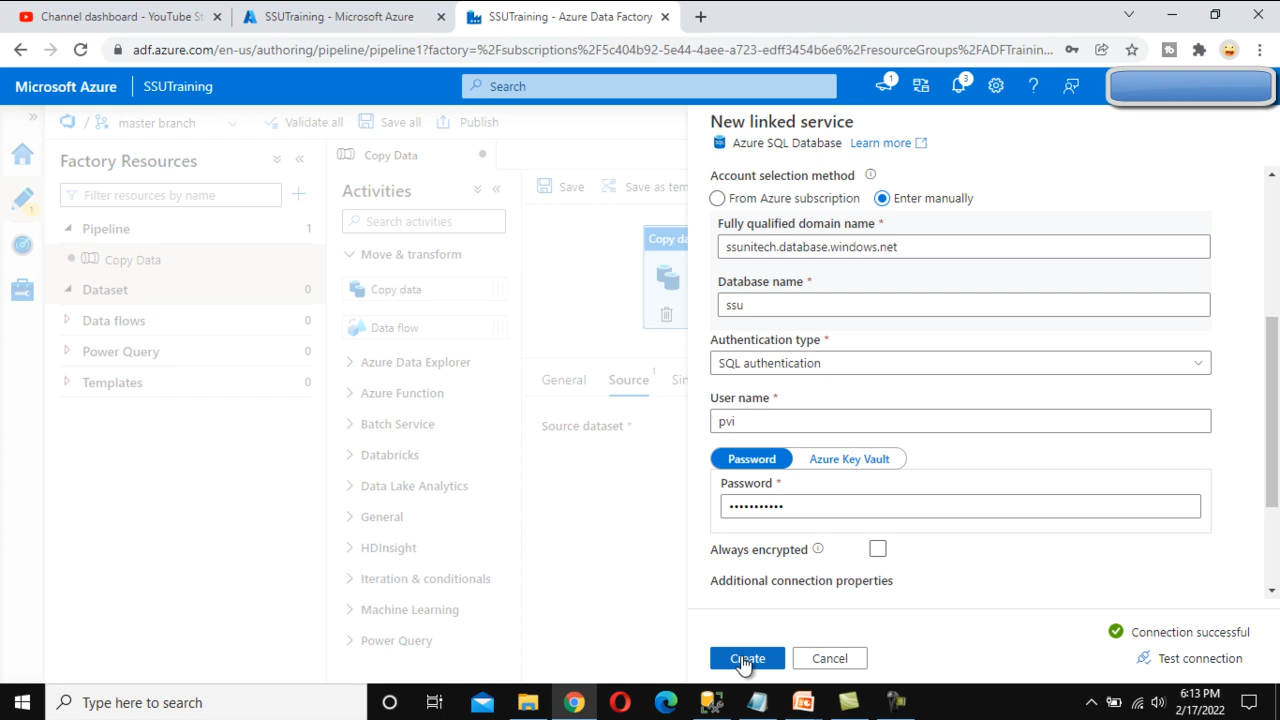 Channel dashboard - YouTube St
SSUTraining - Microsoft Azure
SSUTraining - Azure Data Factory
adf.azure.com/en-us/authoring/pipeline/pipeline1?factory=%2Fsubscriptions%2F5c404b92-5e44-4aee-a723-edff3454b6e6%2FresourceGroups%2FADFTrainin...
Microsoft Azure
SSUTraining
Search
1
3
/ master branch
Validate all
Save all
Publish
Factory Resources
Filter resources by name
Pipeline 1
Copy Data
Dataset 0
Data flows 0
Power Query 0
Templates 0
1
Copy Data
Activities
Search activities
Move & transform
Copy data
Data flow
Azure Data Explorer
Azure Function
Batch Service
Databricks
Data Lake Analytics
General
HDInsight
Iteration & conditionals
Machine Learning
Power Query
Save
Save as tem
Copy da
General
Source 1
Sin
Source dataset *
New linked service
Azure SQL Database Learn more
Account selection method
From Azure subscription
Enter manually
Fully qualified domain name *
ssunitech.database.windows.net
Database name *
ssu
Authentication type *
SQL authentication
User name *
pvi
Password
Azure Key Vault
Password *
•••••••••••
Always encrypted
Additional connection properties
Connection successful
Create
Cancel
Test connection
Type here to search
6:13 PM
2/17/2022